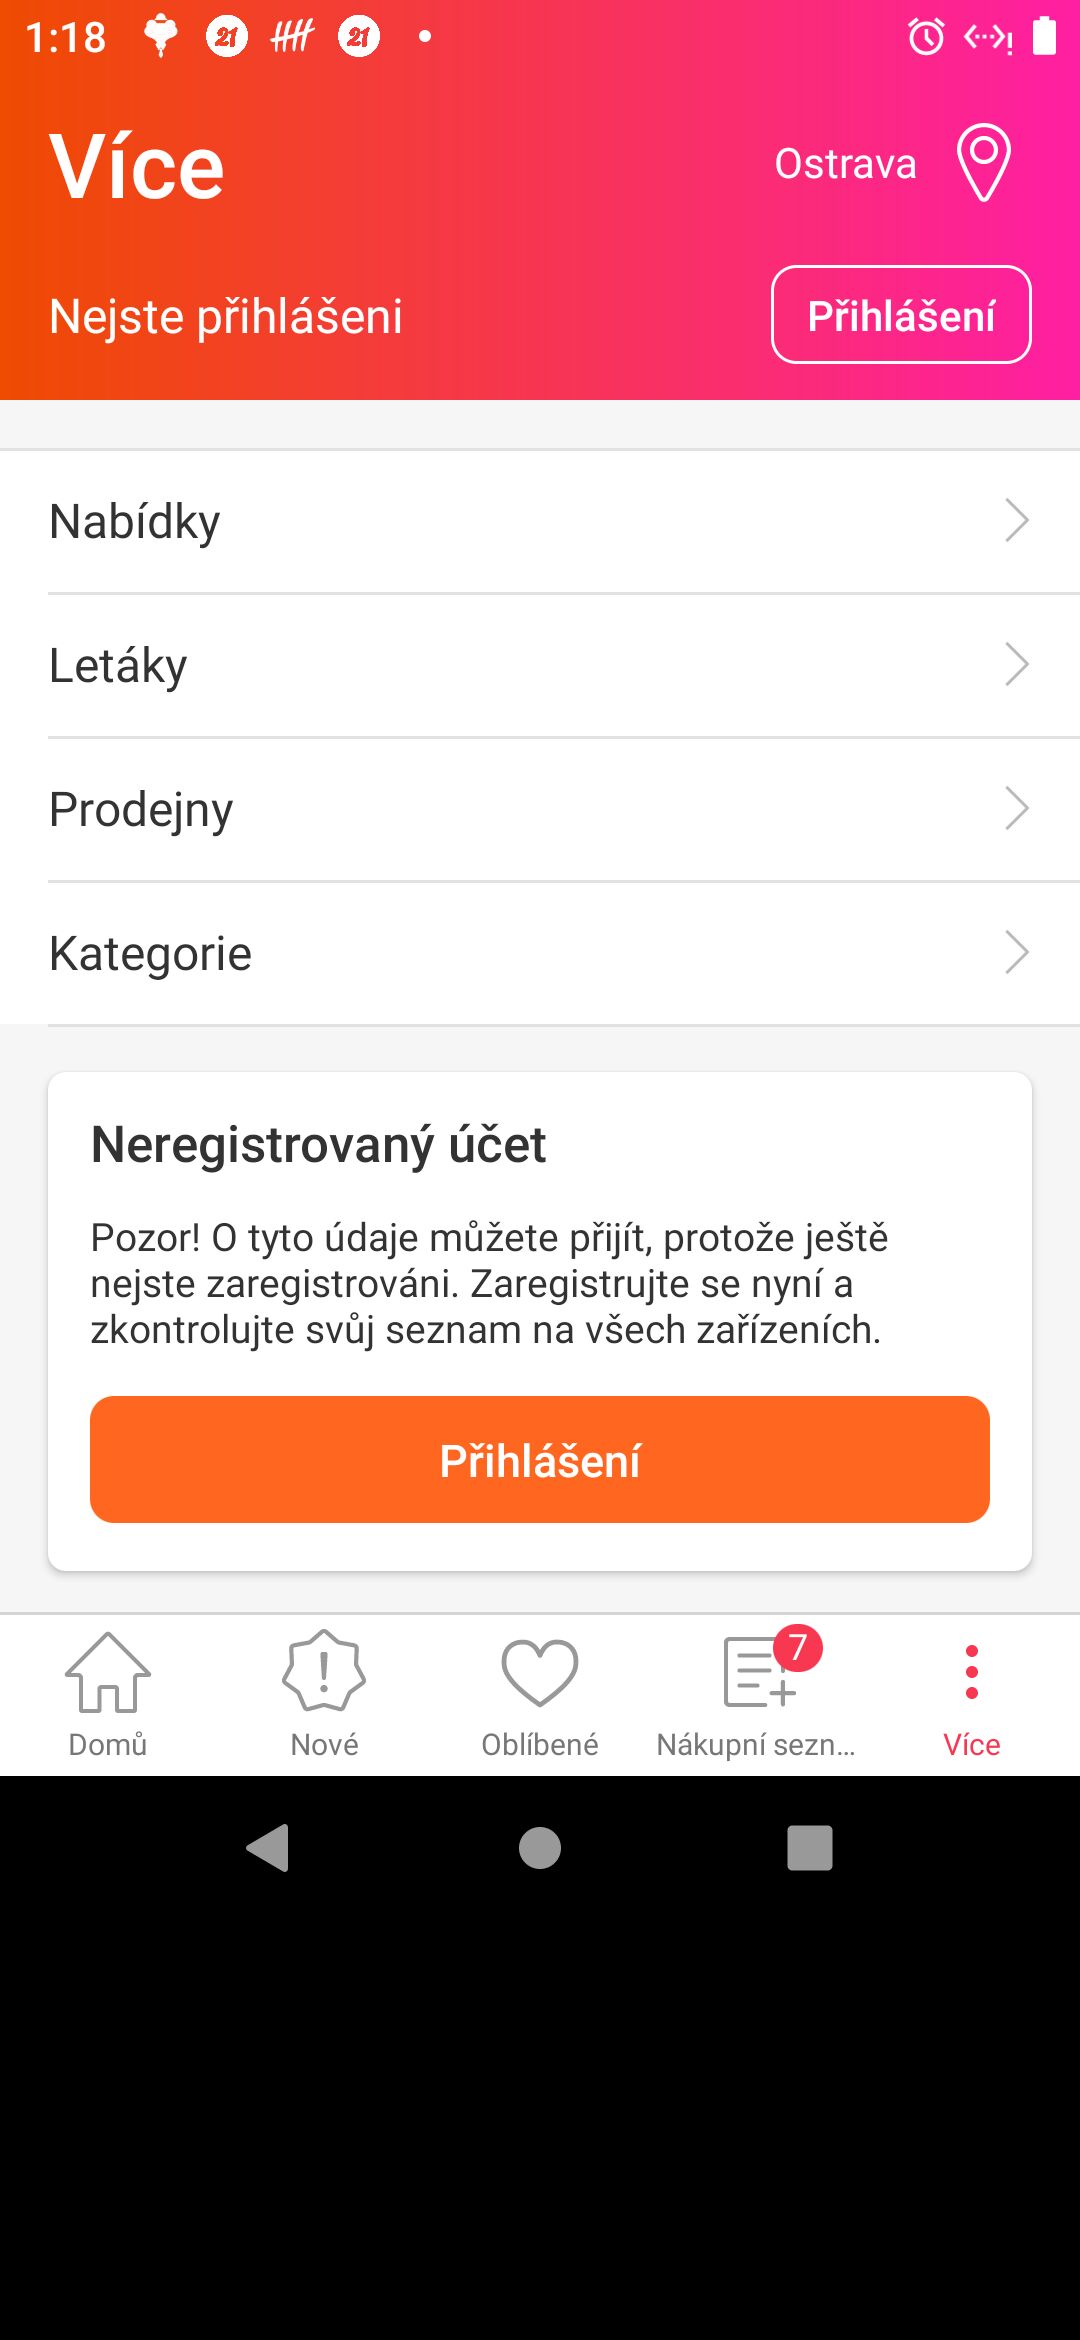 1:18
21
21
Více
Ostrava
Nejste přihlášeni
Přihlášení
Nabídky
Letáky
Prodejny
Kategorie
Neregistrovaný účet
Pozor! O tyto údaje můžete přijít, protože ještě
nejste zaregistrováni. Zaregistrujte se nyní a
zkontrolujte svůj seznam na všech zařízeních.
Přihlášení
7
Domů
Nové
Oblíbené
Nákupní sezn...
Více